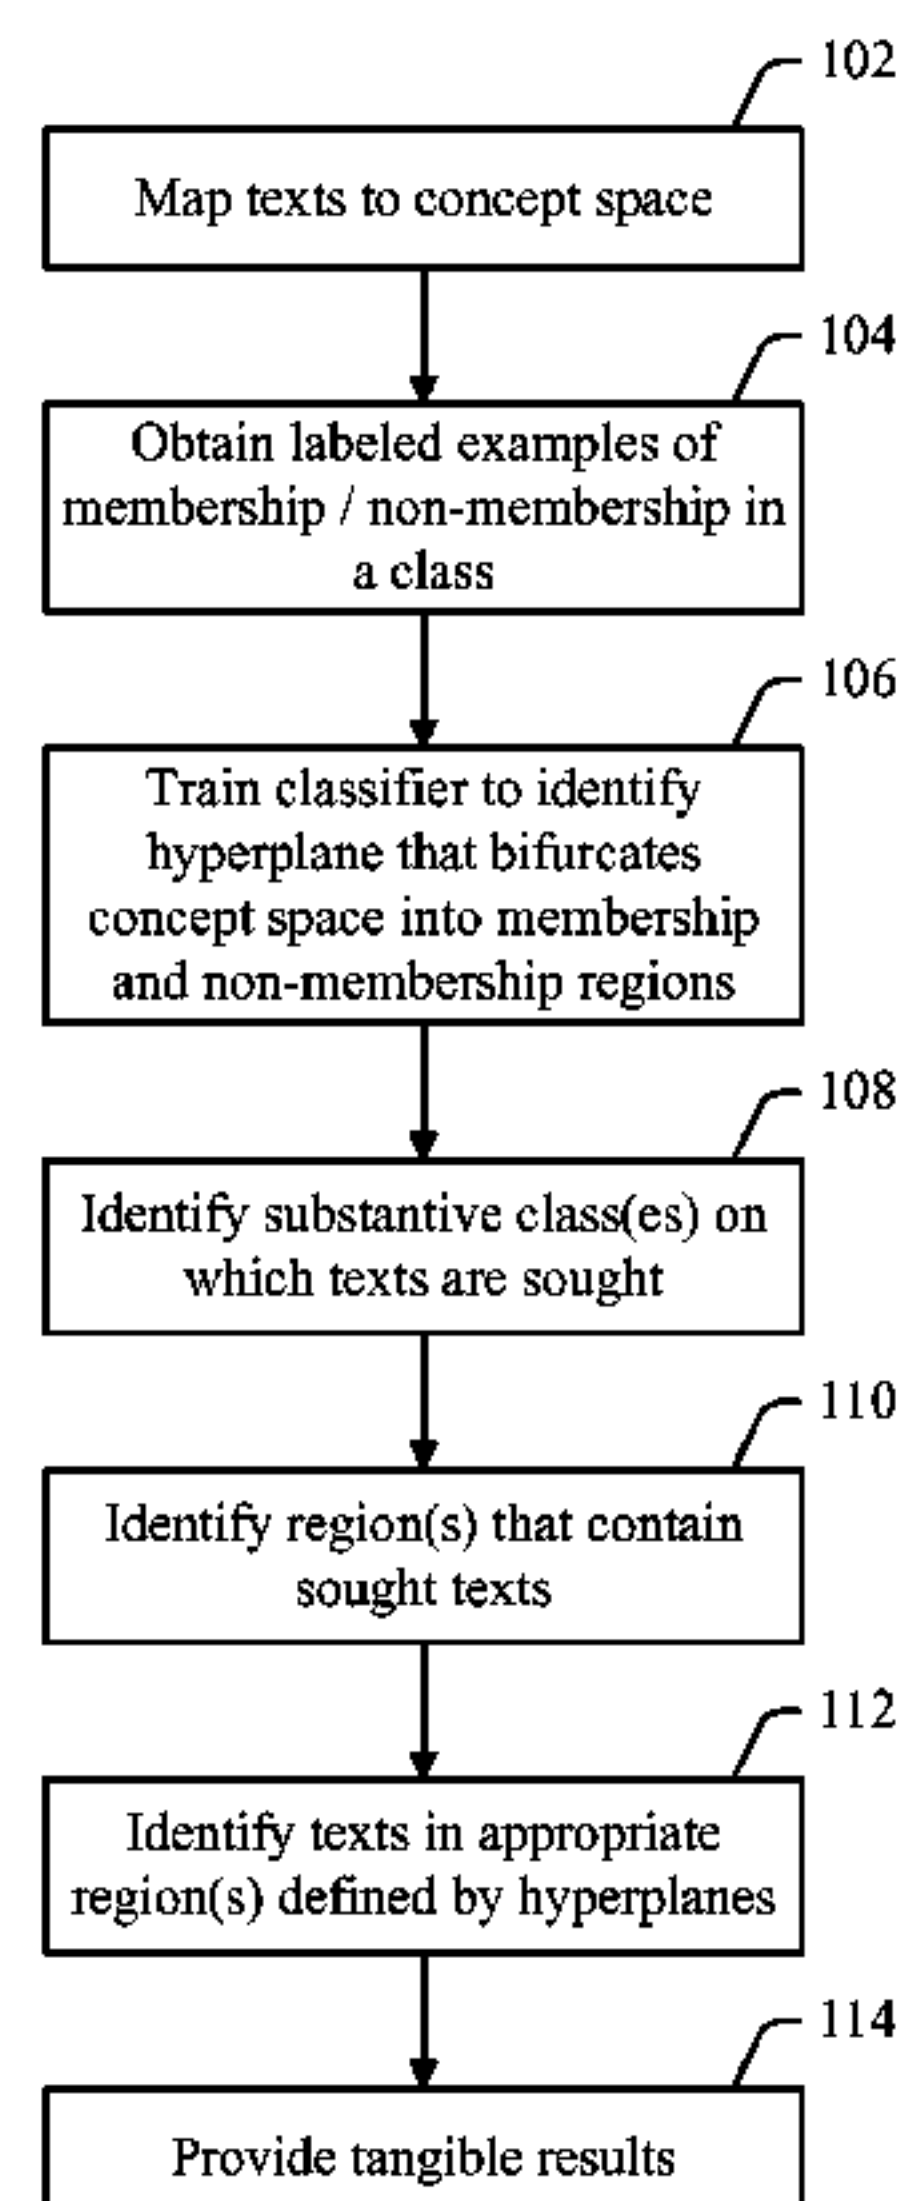 102
Map texts to concept space
104
Obtain labeled examples of
membership / non-membership in
a class
106
Train classifier to identify
hyperplane that bifurcates
concept space into membership
and non-membership regions
108
Identify substantive class(es) on
which texts are sought
110
Identify region(s) that contain
sought texts
112
Identify texts in appropriate
region(s) defined by hyperplanes
114
Provide tangible results